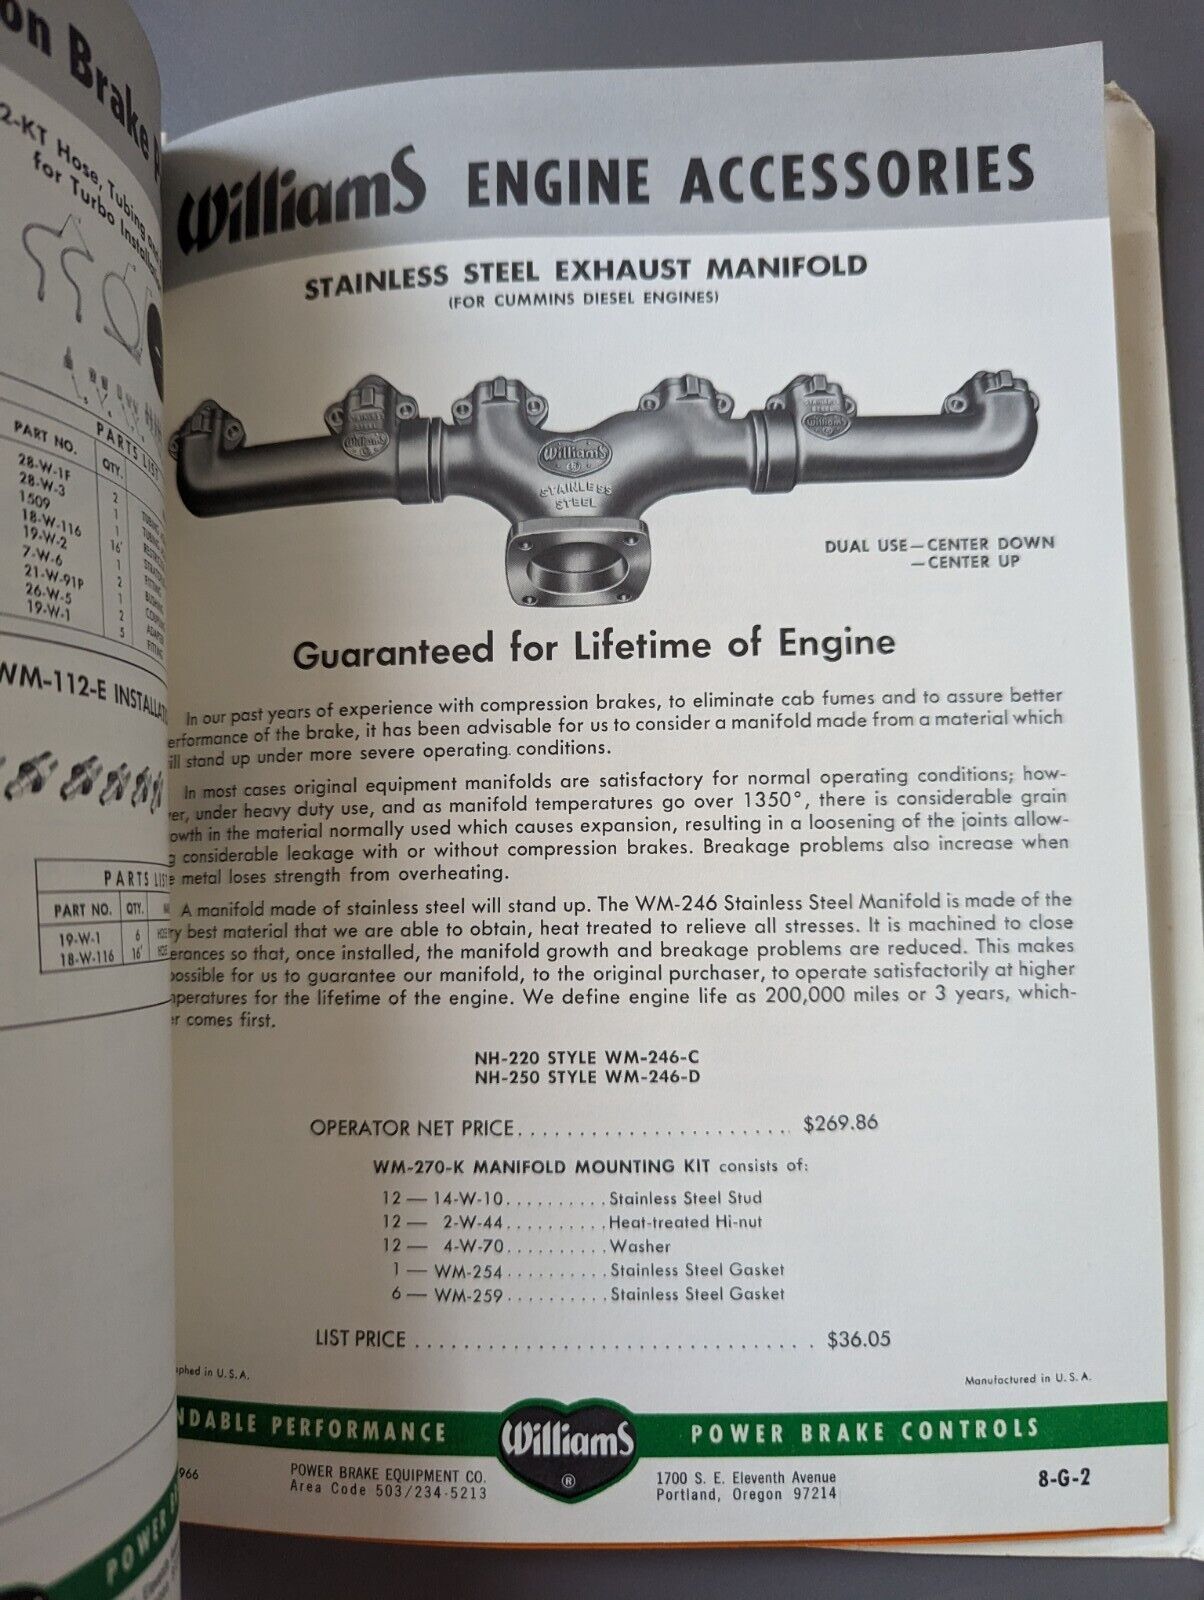 on Brake
2-KT Hose, Tubing and
for Turbo Installa
PARTS LIST
PART NO. QTY.
28-W-1F 2
28-W-3 1
1509 1
18-W-116 16'
19-W-2 1
7-W-6 2
21-W-91P 1
26-W-5 2
19-W-1 5
WM-112-E INSTALLAT
PARTS LIST
PART NO. QTY.
19-W-1 6 HOSE
18-W-116 16' HOSE
POWER B
Williams ENGINE ACCESSORIES
STAINLESS STEEL EXHAUST MANIFOLD
(FOR CUMMINS DIESEL ENGINES)
STAINLESS
STEEL
Williams
Williams
STAINLESS
STEEL
STAINLESS
STEEL
Williams
DUAL USE—CENTER DOWN
—CENTER UP
Guaranteed for Lifetime of Engine
In our past years of experience with compression brakes, to eliminate cab fumes and to assure better
erformance of the brake, it has been advisable for us to consider a manifold made from a material which
ill stand up under more severe operating conditions.
In most cases original equipment manifolds are satisfactory for normal operating conditions; how-
ver, under heavy duty use, and as manifold temperatures go over 1350°, there is considerable grain
owth in the material normally used which causes expansion, resulting in a loosening of the joints allow-
g considerable leakage with or without compression brakes. Breakage problems also increase when
e metal loses strength from overheating.
A manifold made of stainless steel will stand up. The WM-246 Stainless Steel Manifold is made of the
ry best material that we are able to obtain, heat treated to relieve all stresses. It is machined to close
erances so that, once installed, the manifold growth and breakage problems are reduced. This makes
possible for us to guarantee our manifold, to the original purchaser, to operate satisfactorily at higher
mperatures for the lifetime of the engine. We define engine life as 200,000 miles or 3 years, which-
er comes first.
NH-220 STYLE WM-246-C
NH-250 STYLE WM-246-D
OPERATOR NET PRICE........................ $269.86
WM-270-K MANIFOLD MOUNTING KIT consists of:
12 — 14-W-10..........Stainless Steel Stud
12 — 2-W-44..........Heat-treated Hi-nut
12 — 4-W-70..........Washer
1 — WM-254..........Stainless Steel Gasket
6 — WM-259..........Stainless Steel Gasket
LIST PRICE .................................. $36.05
aphed in U.S.A.
Manufactured in U.S.A.
NDABLE PERFORMANCE Williams ® POWER BRAKE CONTROLS
966
POWER BRAKE EQUIPMENT CO.
Area Code 503/234-5213
1700 S. E. Eleventh Avenue
Portland, Oregon 97214
8-G-2